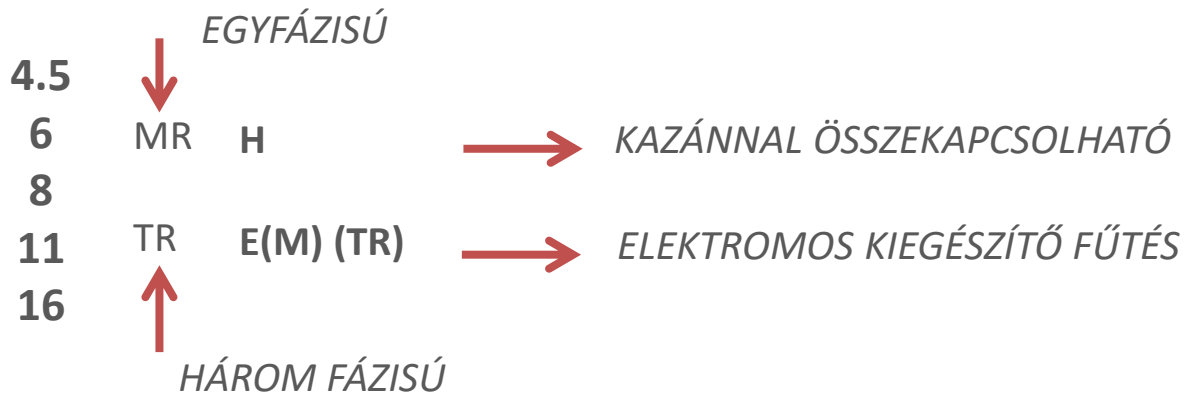 EGYFÁZISÚ
4.5
6 MR H KAZÁNNAL ÖSSZEKAPCSOLHATÓ
8
11 TR E(M) (TR) ELEKTROMOS KIEGÉSZÍTŐ FŰTÉS
16
HÁROM FÁZISÚ